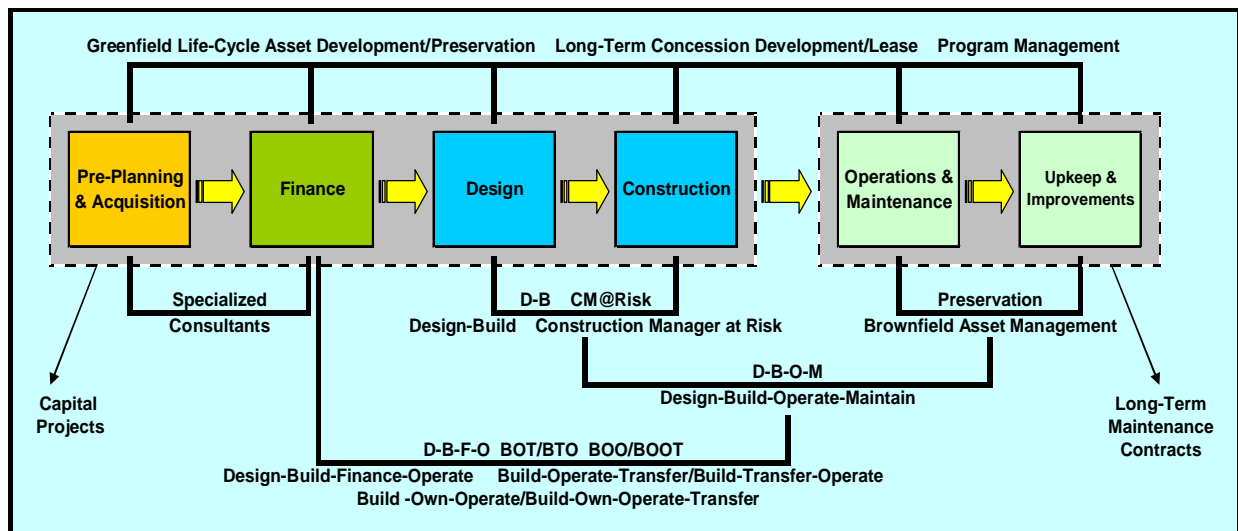 Greenfield Life-Cycle Asset Development/Preservation Long-Term Concession Development/Lease Program Management
Pre-Planning
& Acquisition
Finance
Design
Construction
Operations &
Maintenance
Upkeep &
Improvements
Specialized
Consultants
D-B CM@Risk
Design-Build Construction Manager at Risk
Preservation
Brownfield Asset Management
D-B-O-M
Design-Build-Operate-Maintain
Capital
Projects
Long-Term
Maintenance
Contracts
D-B-F-O BOT/BTO BOO/BOOT
Design-Build-Finance-Operate Build-Operate-Transfer/Build-Transfer-Operate
Build -Own-Operate/Build-Own-Operate-Transfer